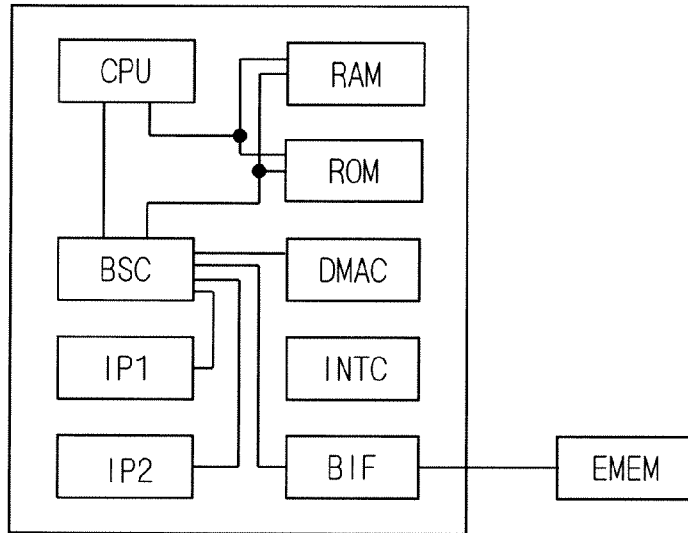 CPU
RAM
ROM
BSC
DMAC
IP1
INTC
IP2
BIF
EMEM